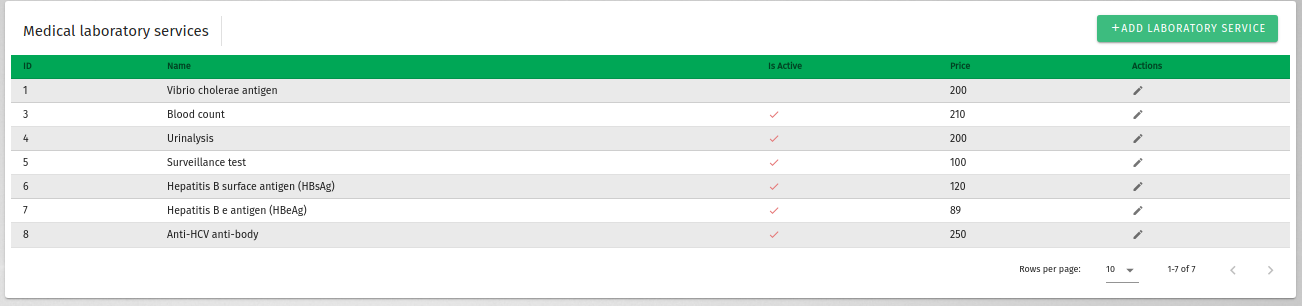 Medical laboratory services
+ADD LABORATORY SERVICE
ID Name Is Active Price Actions
1 Vibrio cholerae antigen 200
3 Blood count 210
4 Urinalysis 200
5 Surveillance test 100
6 Hepatitis B surface antigen (HBsAg) 120
7 Hepatitis B e antigen (HBeAg) 89
8 Anti-HCV anti-body 250
Rows per page: 10 1-7 of 7